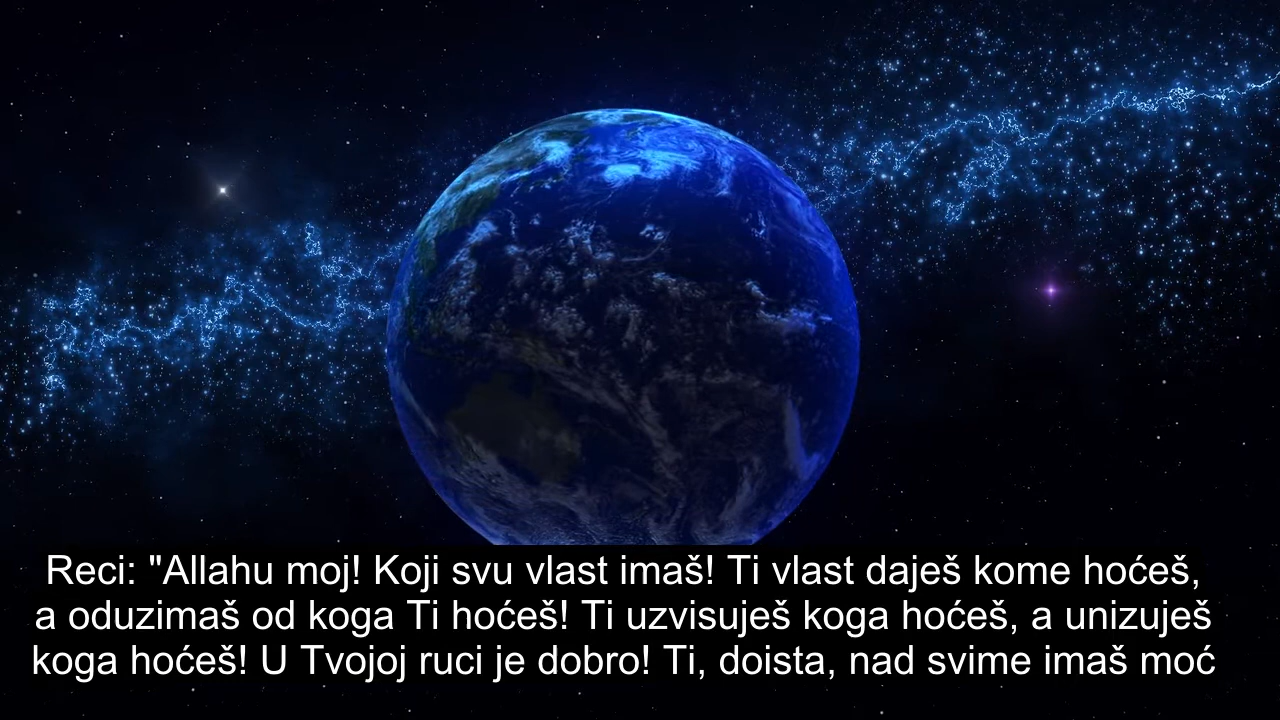 Reci: "Allahu moj! Koji svu vlast imaš! Ti vlast daješ kome hoćeš,
a oduzimaš od koga Ti hoćeš! Ti uzvisuješ koga hoćeš, a unizuješ
koga hoćeš! U Tvojoj ruci je dobro! Ti, doista, nad svime imaš moć